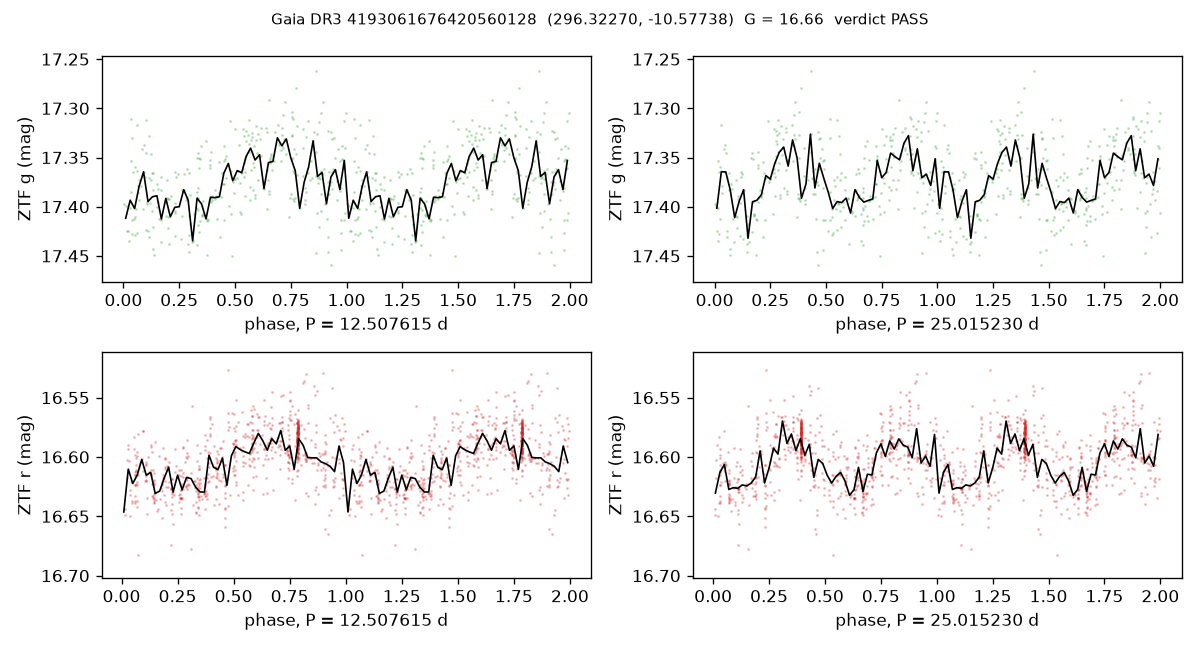 Gaia DR3 4193061676420560128  (296.32270, -10.57738)  G = 16.66  verdict PASS
17.25
17.30
17.35
17.40
17.45
ZTF g (mag)
0.00 0.25 0.50 0.75 1.00 1.25 1.50 1.75 2.00
phase, P = 12.507615 d
17.25
17.30
17.35
17.40
17.45
ZTF g (mag)
0.00 0.25 0.50 0.75 1.00 1.25 1.50 1.75 2.00
phase, P = 25.015230 d
16.55
16.60
16.65
16.70
ZTF r (mag)
0.00 0.25 0.50 0.75 1.00 1.25 1.50 1.75 2.00
phase, P = 12.507615 d
16.55
16.60
16.65
16.70
ZTF r (mag)
0.00 0.25 0.50 0.75 1.00 1.25 1.50 1.75 2.00
phase, P = 25.015230 d